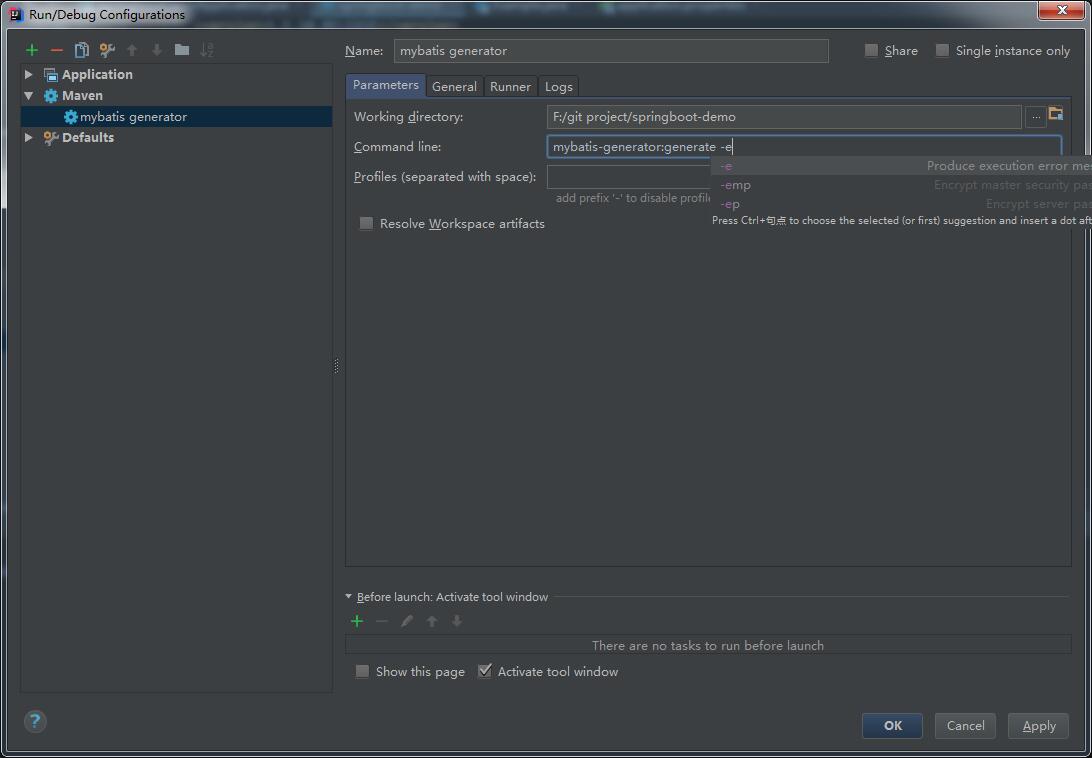 Run/Debug Configurations
Name: mybatis generator
Share
Single instance only
Application
Maven
mybatis generator
Defaults
Parameters General Runner Logs
Working directory: F:/git project/springboot-demo ...
Command line: mybatis-generator:generate -e
-e Produce execution error mes
-emp Encrypt master security pas
-ep Encrypt server pas
Press Ctrl+句点 to choose the selected (or first) suggestion and insert a dot aft
Profiles (separated with space):
add prefix '-' to disable profil
Resolve Workspace artifacts
Before launch: Activate tool window
There are no tasks to run before launch
Show this page
Activate tool window
?
OK Cancel Apply